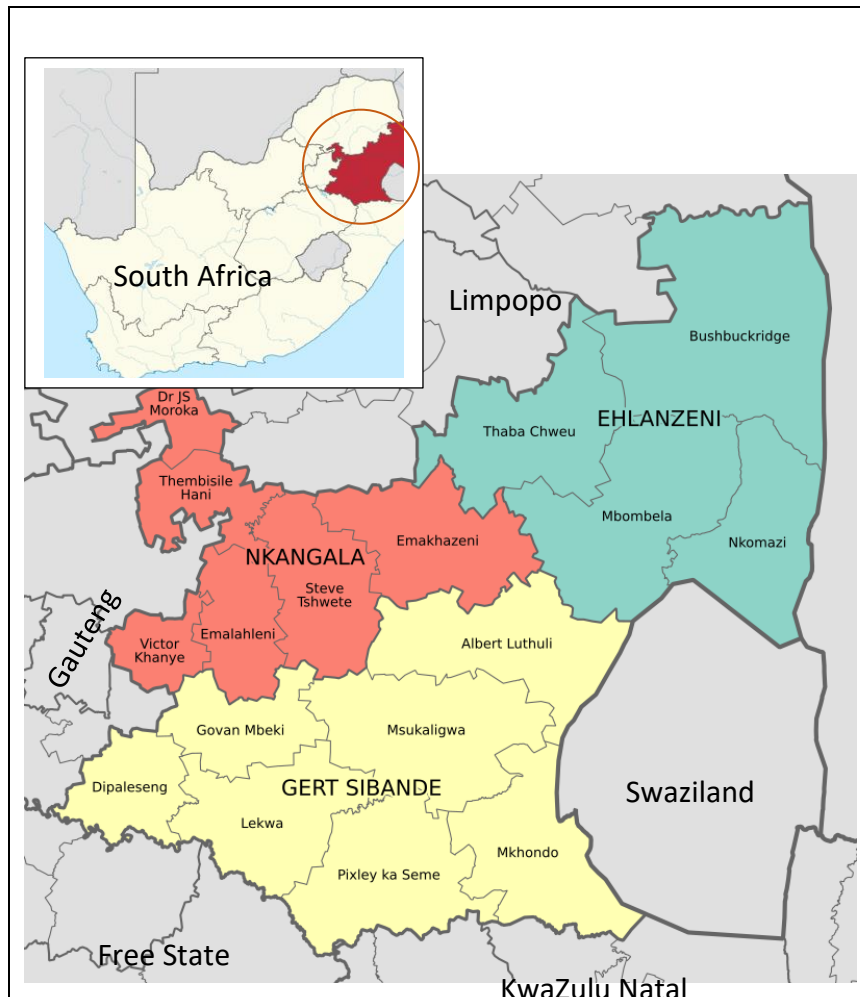 South Africa
Limpopo
Bushbuckridge
Dr JS
Moroka
EHLANZENI
Thaba Chweu
Thembisile
Hani
Mbombela
Emakhazeni
Nkomazi
NKANGALA
Steve
Tshwete
Gauteng
Victor
Khanye
Emalahleni
Albert Luthuli
Govan Mbeki
Msukaligwa
Dipaleseng
GERT SIBANDE
Swaziland
Lekwa
Mkhondo
Pixley ka Seme
Free State
KwaZulu Natal